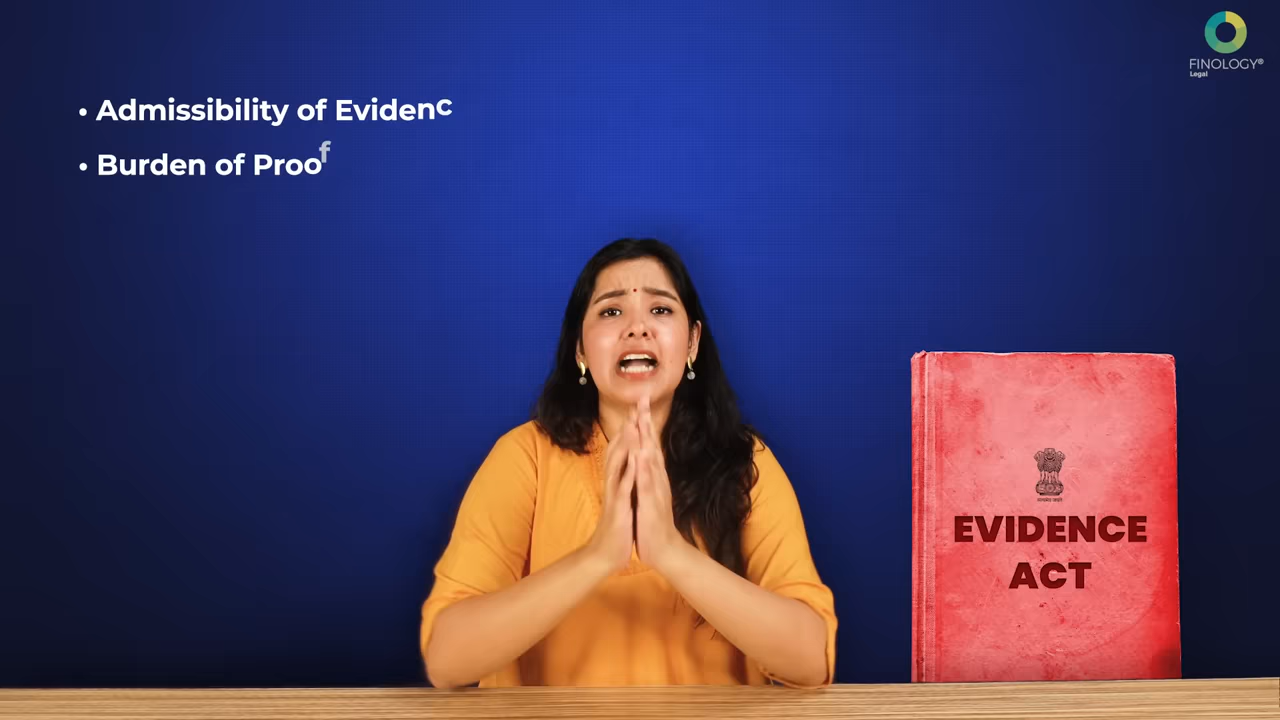 • Admissibility of Evidenc
• Burden of Proof
FINOLOGY®
Legal
EVIDENCE
ACT